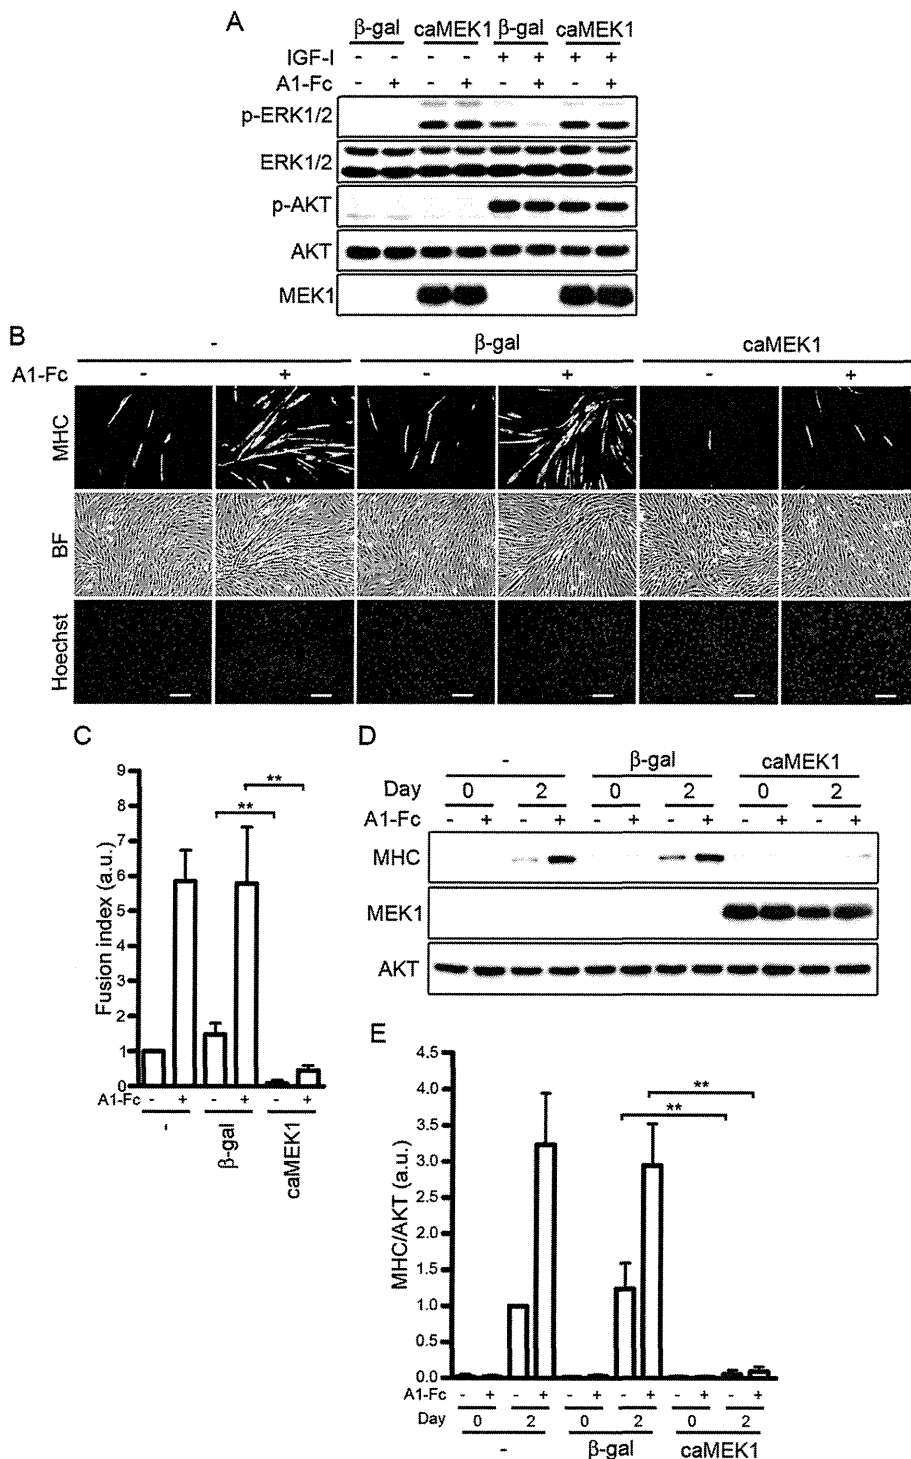 A
β-gal caMEK1 β-gal caMEK1
IGF-I - - - - + + + +
A1-Fc - + - + - + - +
p-ERK1/2
ERK1/2
p-AKT
AKT
MEK1
B
- β-gal caMEK1
A1-Fc - + - + - +
MHC
BF
Hoechst
C
Fusion index (a.u.)
9
8
7
6
5
4
3
2
1
0
** **
A1-Fc - + - + - +
- β-gal caMEK1
D
- β-gal caMEK1
Day 0 2 0 2 0 2
A1-Fc - + - + - + - + - + - +
MHC
MEK1
AKT
E
MHC/AKT (a.u.)
4.5
4.0
3.5
3.0
2.5
2.0
1.5
1.0
0.5
0.0
**
**
A1-Fc - + - + - + - + - + - +
Day 0 2 0 2 0 2
- β-gal caMEK1